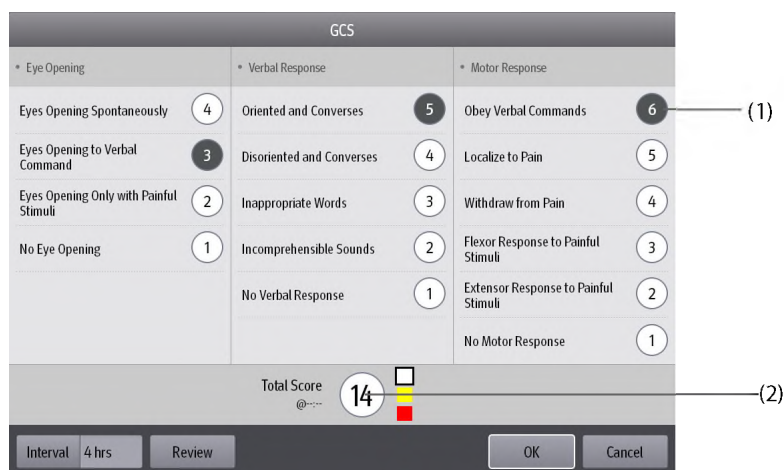 GCS
• Eye Opening
Eyes Opening Spontaneously 4
Eyes Opening to Verbal
Command 3
Eyes Opening Only with Painful
Stimuli 2
No Eye Opening 1
• Verbal Response
Oriented and Converses 5
Disoriented and Converses 4
Inappropriate Words 3
Incomprehensible Sounds 2
No Verbal Response 1
• Motor Response
Obey Verbal Commands 6
Localize to Pain 5
Withdraw from Pain 4
Flexor Response to Painful
Stimuli 3
Extensor Response to Painful
Stimuli 2
No Motor Response 1
(1)
Total Score
@--:--
14
(2)
Interval 4 hrs Review OK Cancel